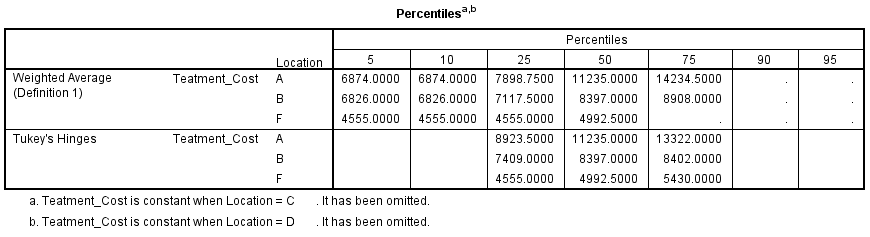 Percentilesa,b
Percentiles
Location 5 10 25 50 75 90 95
Weighted Average (Definition 1) Teatment_Cost A 6874.0000 6874.0000 7898.7500 11235.0000 14234.5000 . .
B 6826.0000 6826.0000 7117.5000 8397.0000 8908.0000 . .
F 4555.0000 4555.0000 4555.0000 4992.5000 . . .
Tukey's Hinges Teatment_Cost A 8923.5000 11235.0000 13322.0000
B 7409.0000 8397.0000 8402.0000
F 4555.0000 4992.5000 5430.0000
a. Teatment_Cost is constant when Location = C . It has been omitted.
b. Teatment_Cost is constant when Location = D . It has been omitted.